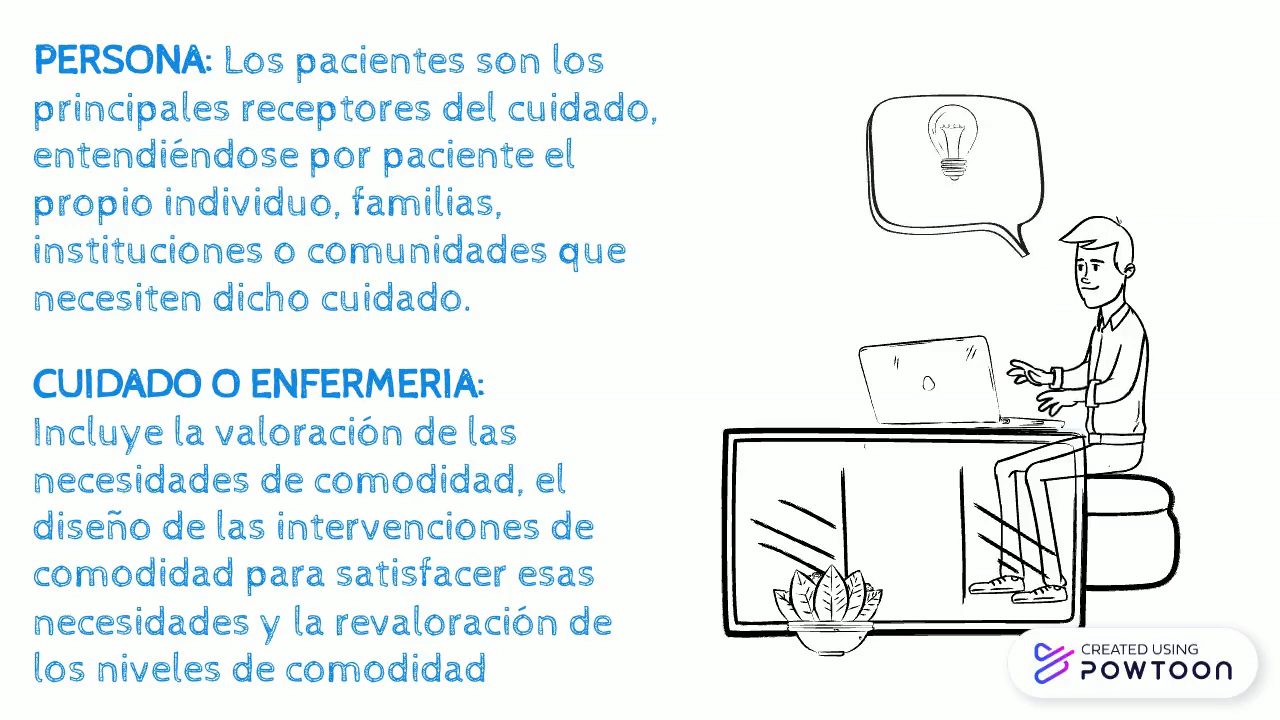 PERSONA: Los pacientes son los
principales receptores del cuidado,
entendiéndose por paciente el
propio individuo, familias,
instituciones o comunidades que
necesiten dicho cuidado.
CUIDADO O ENFERMERIA:
Incluye la valoración de las
necesidades de comodidad, el
diseño de las intervenciones de
comodidad para satisfacer esas
necesidades y la revaloración de
los niveles de comodidad
CREATED USING
POWTOON